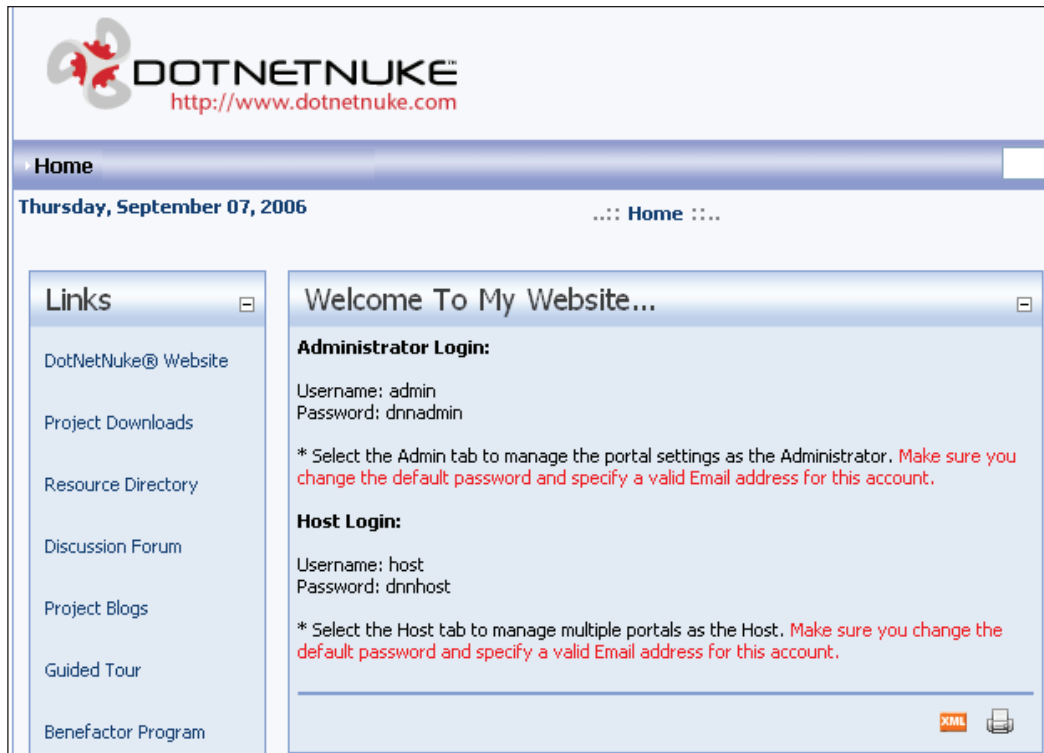 DOTNETNUKE™
http://www.dotnetnuke.com
Home
Thursday, September 07, 2006
..:: Home ::..
Links
DotNetNuke® Website
Project Downloads
Resource Directory
Discussion Forum
Project Blogs
Guided Tour
Benefactor Program
Welcome To My Website...
Administrator Login:
Username: admin
Password: dnnadmin
* Select the Admin tab to manage the portal settings as the Administrator. Make sure you
change the default password and specify a valid Email address for this account.
Host Login:
Username: host
Password: dnnhost
* Select the Host tab to manage multiple portals as the Host. Make sure you change the
default password and specify a valid Email address for this account.
XML